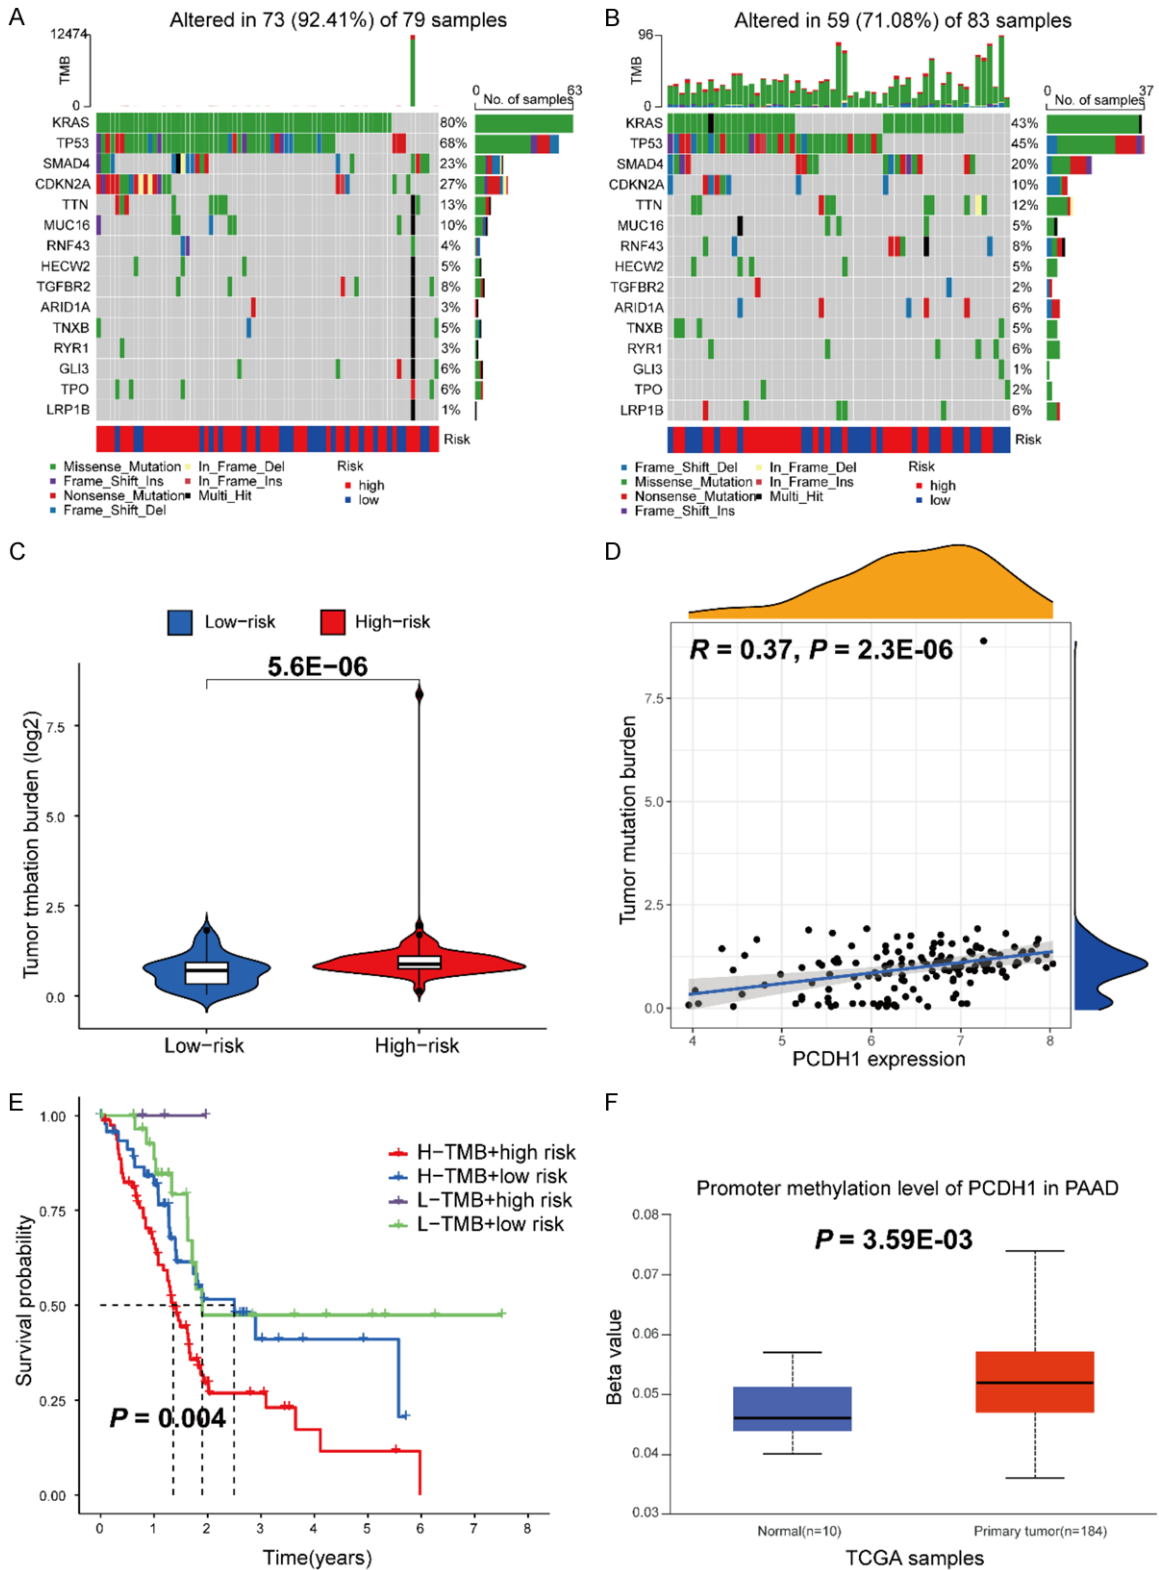 A
Altered in 73 (92.41%) of 79 samples
12474
TMB
0
0 63
No. of samples
KRAS 80%
TP53 68%
SMAD4 23%
CDKN2A 27%
TTN 13%
MUC16 10%
RNF43 4%
HECW2 5%
TGFBR2 8%
ARID1A 3%
TNXB 5%
RYR1 3%
GLI3 6%
TPO 6%
LRP1B 1%
Risk
Missense_Mutation In_Frame_Del Risk
Frame_Shift_Ins In_Frame_Ins high
Nonsense_Mutation Multi_Hit low
Frame_Shift_Del
B
Altered in 59 (71.08%) of 83 samples
96
TMB
0
0 37
No. of samples
KRAS 43%
TP53 45%
SMAD4 20%
CDKN2A 10%
TTN 12%
MUC16 5%
RNF43 8%
HECW2 5%
TGFBR2 2%
ARID1A 6%
TNXB 5%
RYR1 6%
GLI3 1%
TPO 2%
LRP1B 6%
Risk
Frame_Shift_Del In_Frame_Del Risk
Missense_Mutation In_Frame_Ins high
Nonsense_Mutation Multi_Hit low
Frame_Shift_Ins
C
Low-risk High-risk
5.6E-06
Tumor tmbation burden (log2)
7.5
5.0
2.5
0.0
Low-risk High-risk
D
R = 0.37, P = 2.3E-06
Tumor mutation burden
7.5
5.0
2.5
0.0
4 5 6 7 8
PCDH1 expression
E
Survival probability
1.00
0.75
0.50
0.25
0.00
H-TMB+high risk
H-TMB+low risk
L-TMB+high risk
L-TMB+low risk
P = 0.004
0 1 2 3 4 5 6 7 8
Time(years)
F
Promoter methylation level of PCDH1 in PAAD
P = 3.59E-03
Beta value
0.08
0.07
0.06
0.05
0.04
0.03
Normal(n=10) Primary tumor(n=184)
TCGA samples